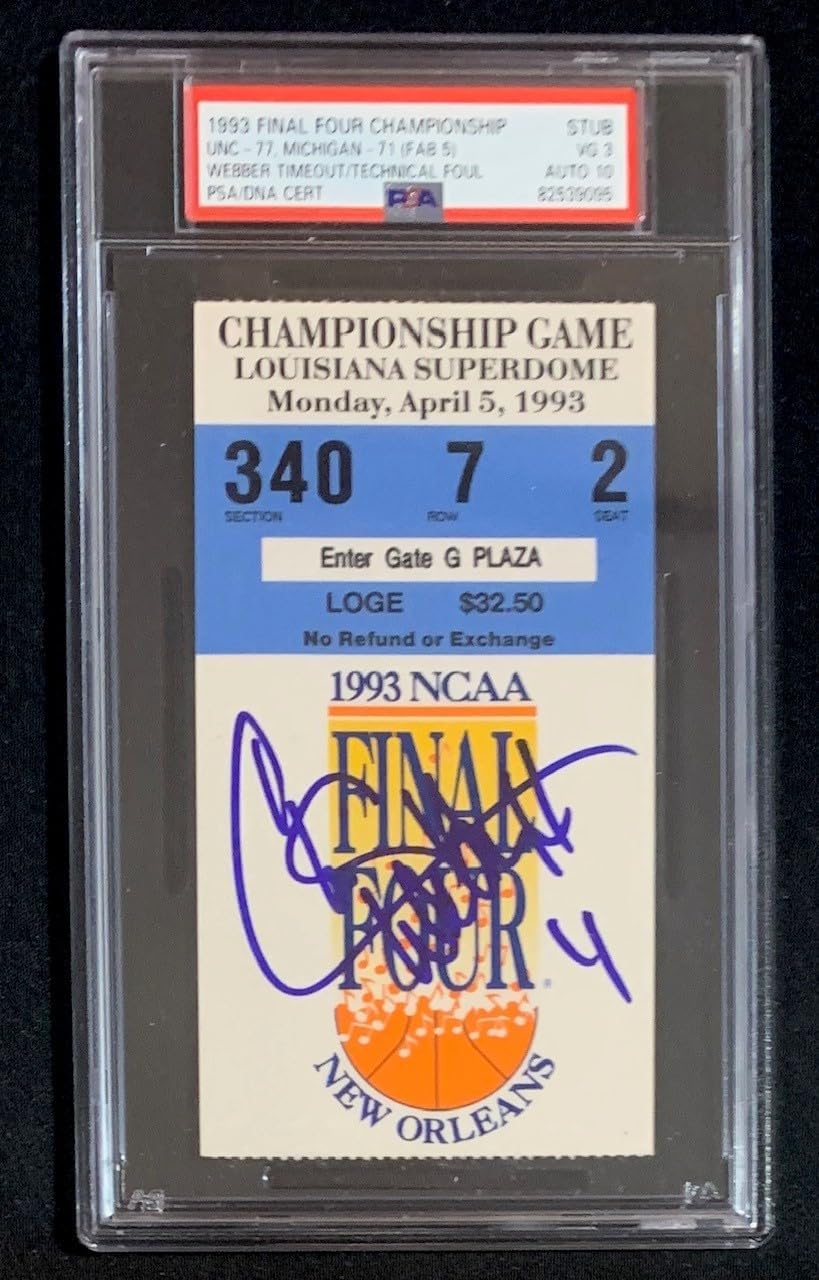 1993 FINAL FOUR CHAMPIONSHIP STUB
UNC - 77, MICHIGAN - 71 (FAB 5) VG 3
WEBBER TIMEOUT/TECHNICAL FOUL AUTO 10
PSA/DNA CERT PSA 82539095
CHAMPIONSHIP GAME
LOUISIANA SUPERDOME
Monday, April 5, 1993
340 7 2
SECTION ROW SEAT
Enter Gate G PLAZA
LOGE $32.50
No Refund or Exchange
1993 NCAA
FINAL
FOUR
4
NEW ORLEANS